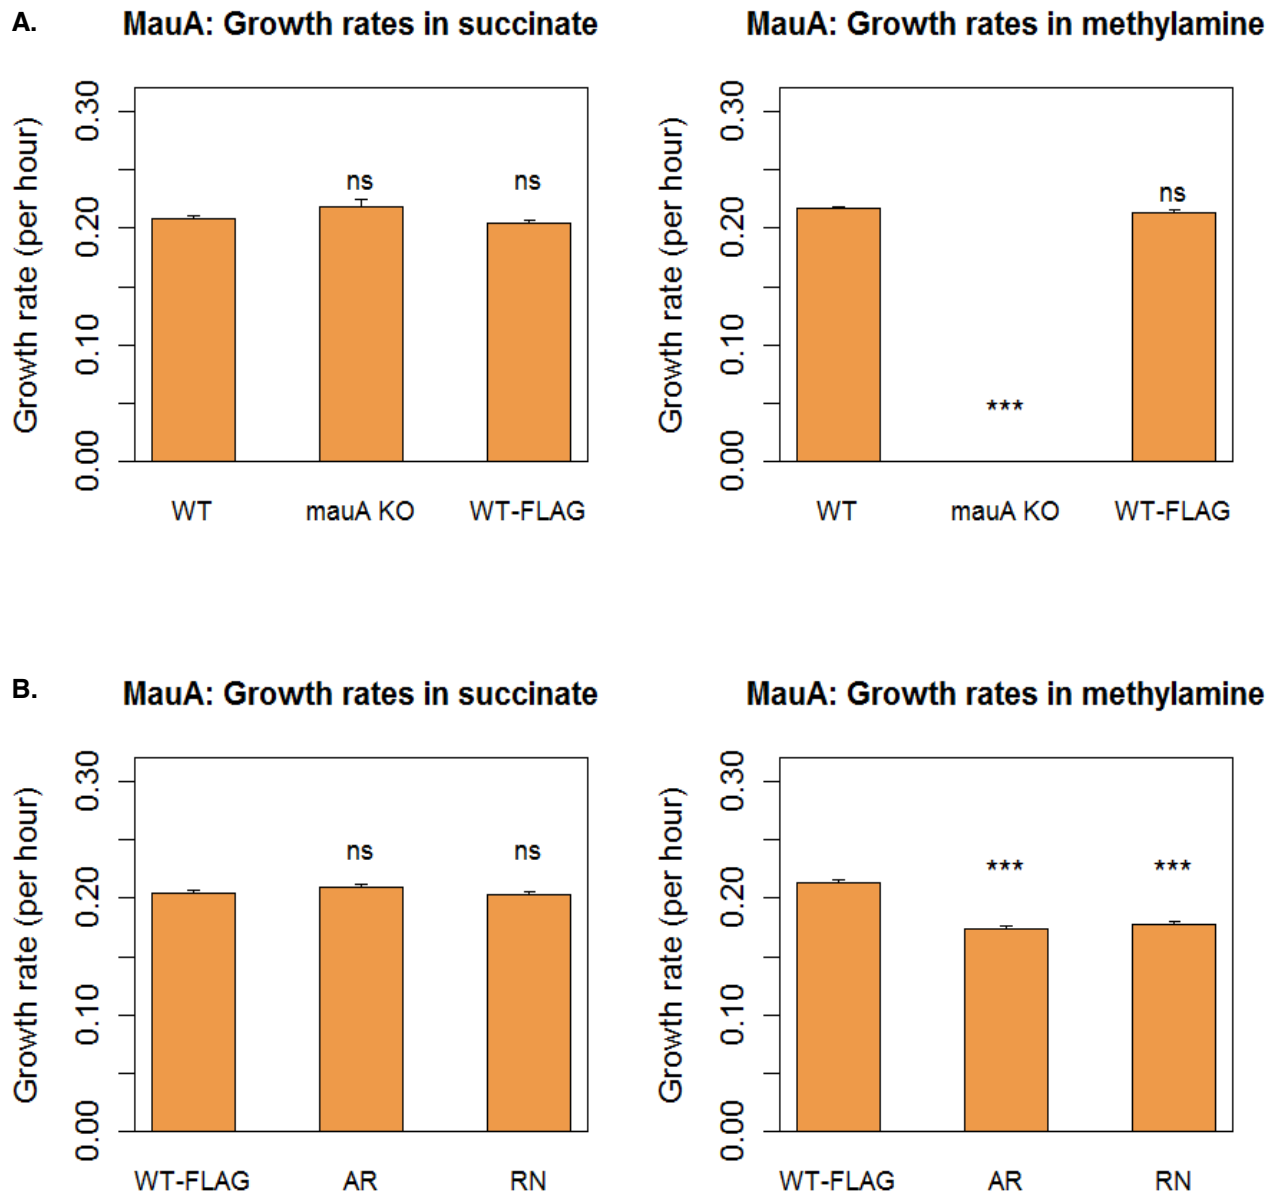 A.
MauA: Growth rates in succinate
Growth rate (per hour)
0.30
0.20
0.10
0.00
ns
ns
WT
mauA KO
WT-FLAG
MauA: Growth rates in methylamine
Growth rate (per hour)
0.30
0.20
0.10
0.00
***
ns
WT
mauA KO
WT-FLAG
B.
MauA: Growth rates in succinate
Growth rate (per hour)
0.30
0.20
0.10
0.00
ns
ns
WT-FLAG
AR
RN
MauA: Growth rates in methylamine
Growth rate (per hour)
0.30
0.20
0.10
0.00
***
***
WT-FLAG
AR
RN